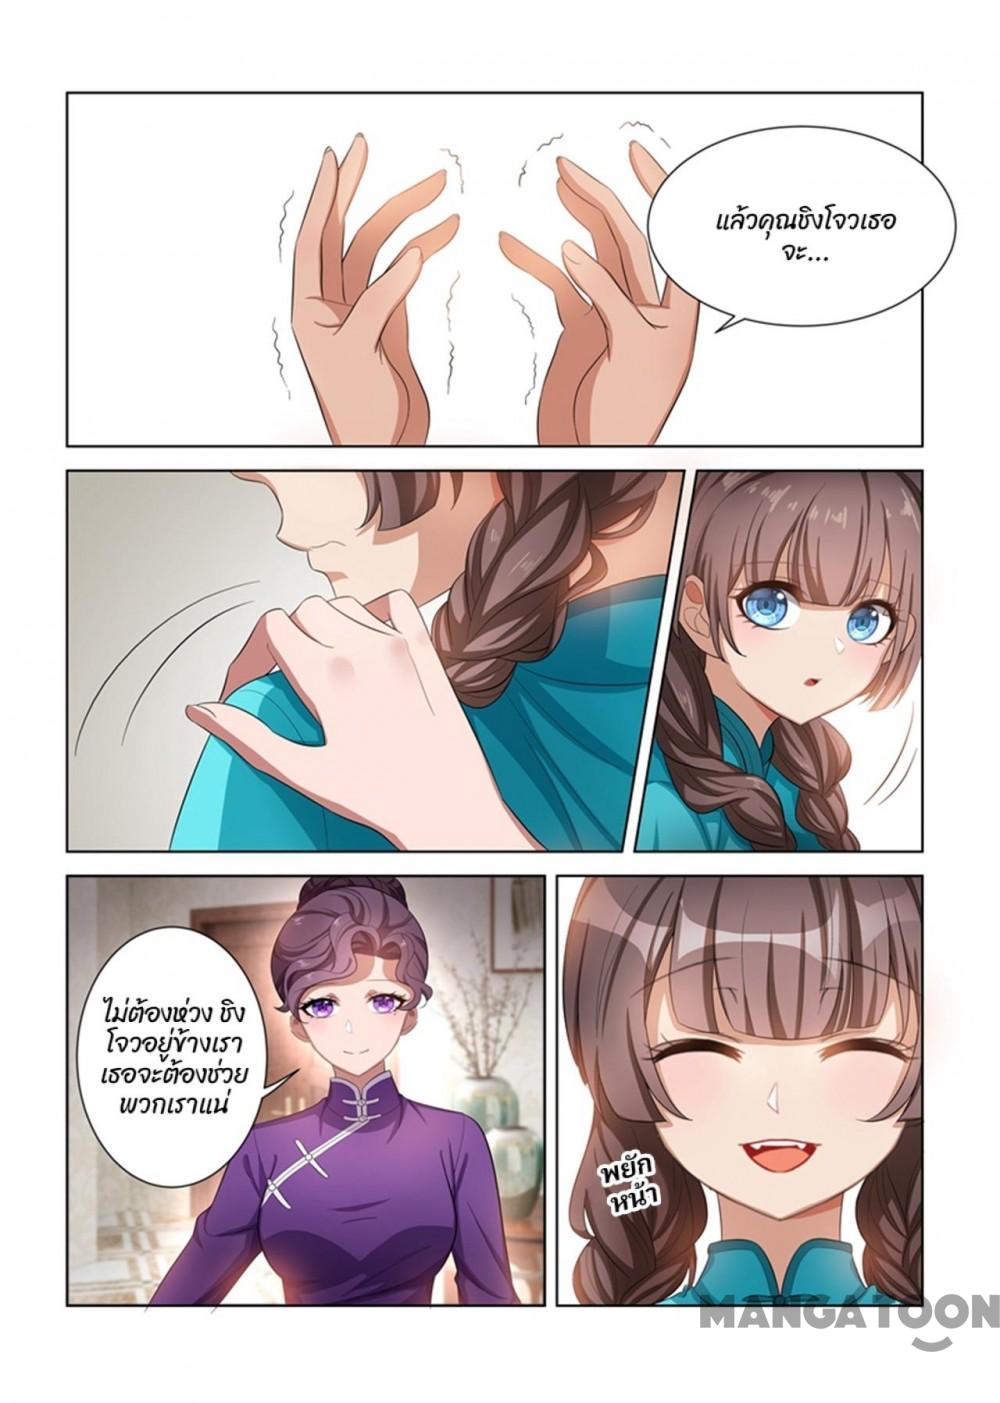 แล้วคุณชิงโจวเธอ
จะ...
ไม่ต้องห่วง ชิง
โจวอยู่ข้างเรา
เธอจะต้องช่วย
พวกเราแน่
พยัก
หน้า
MANGATOON